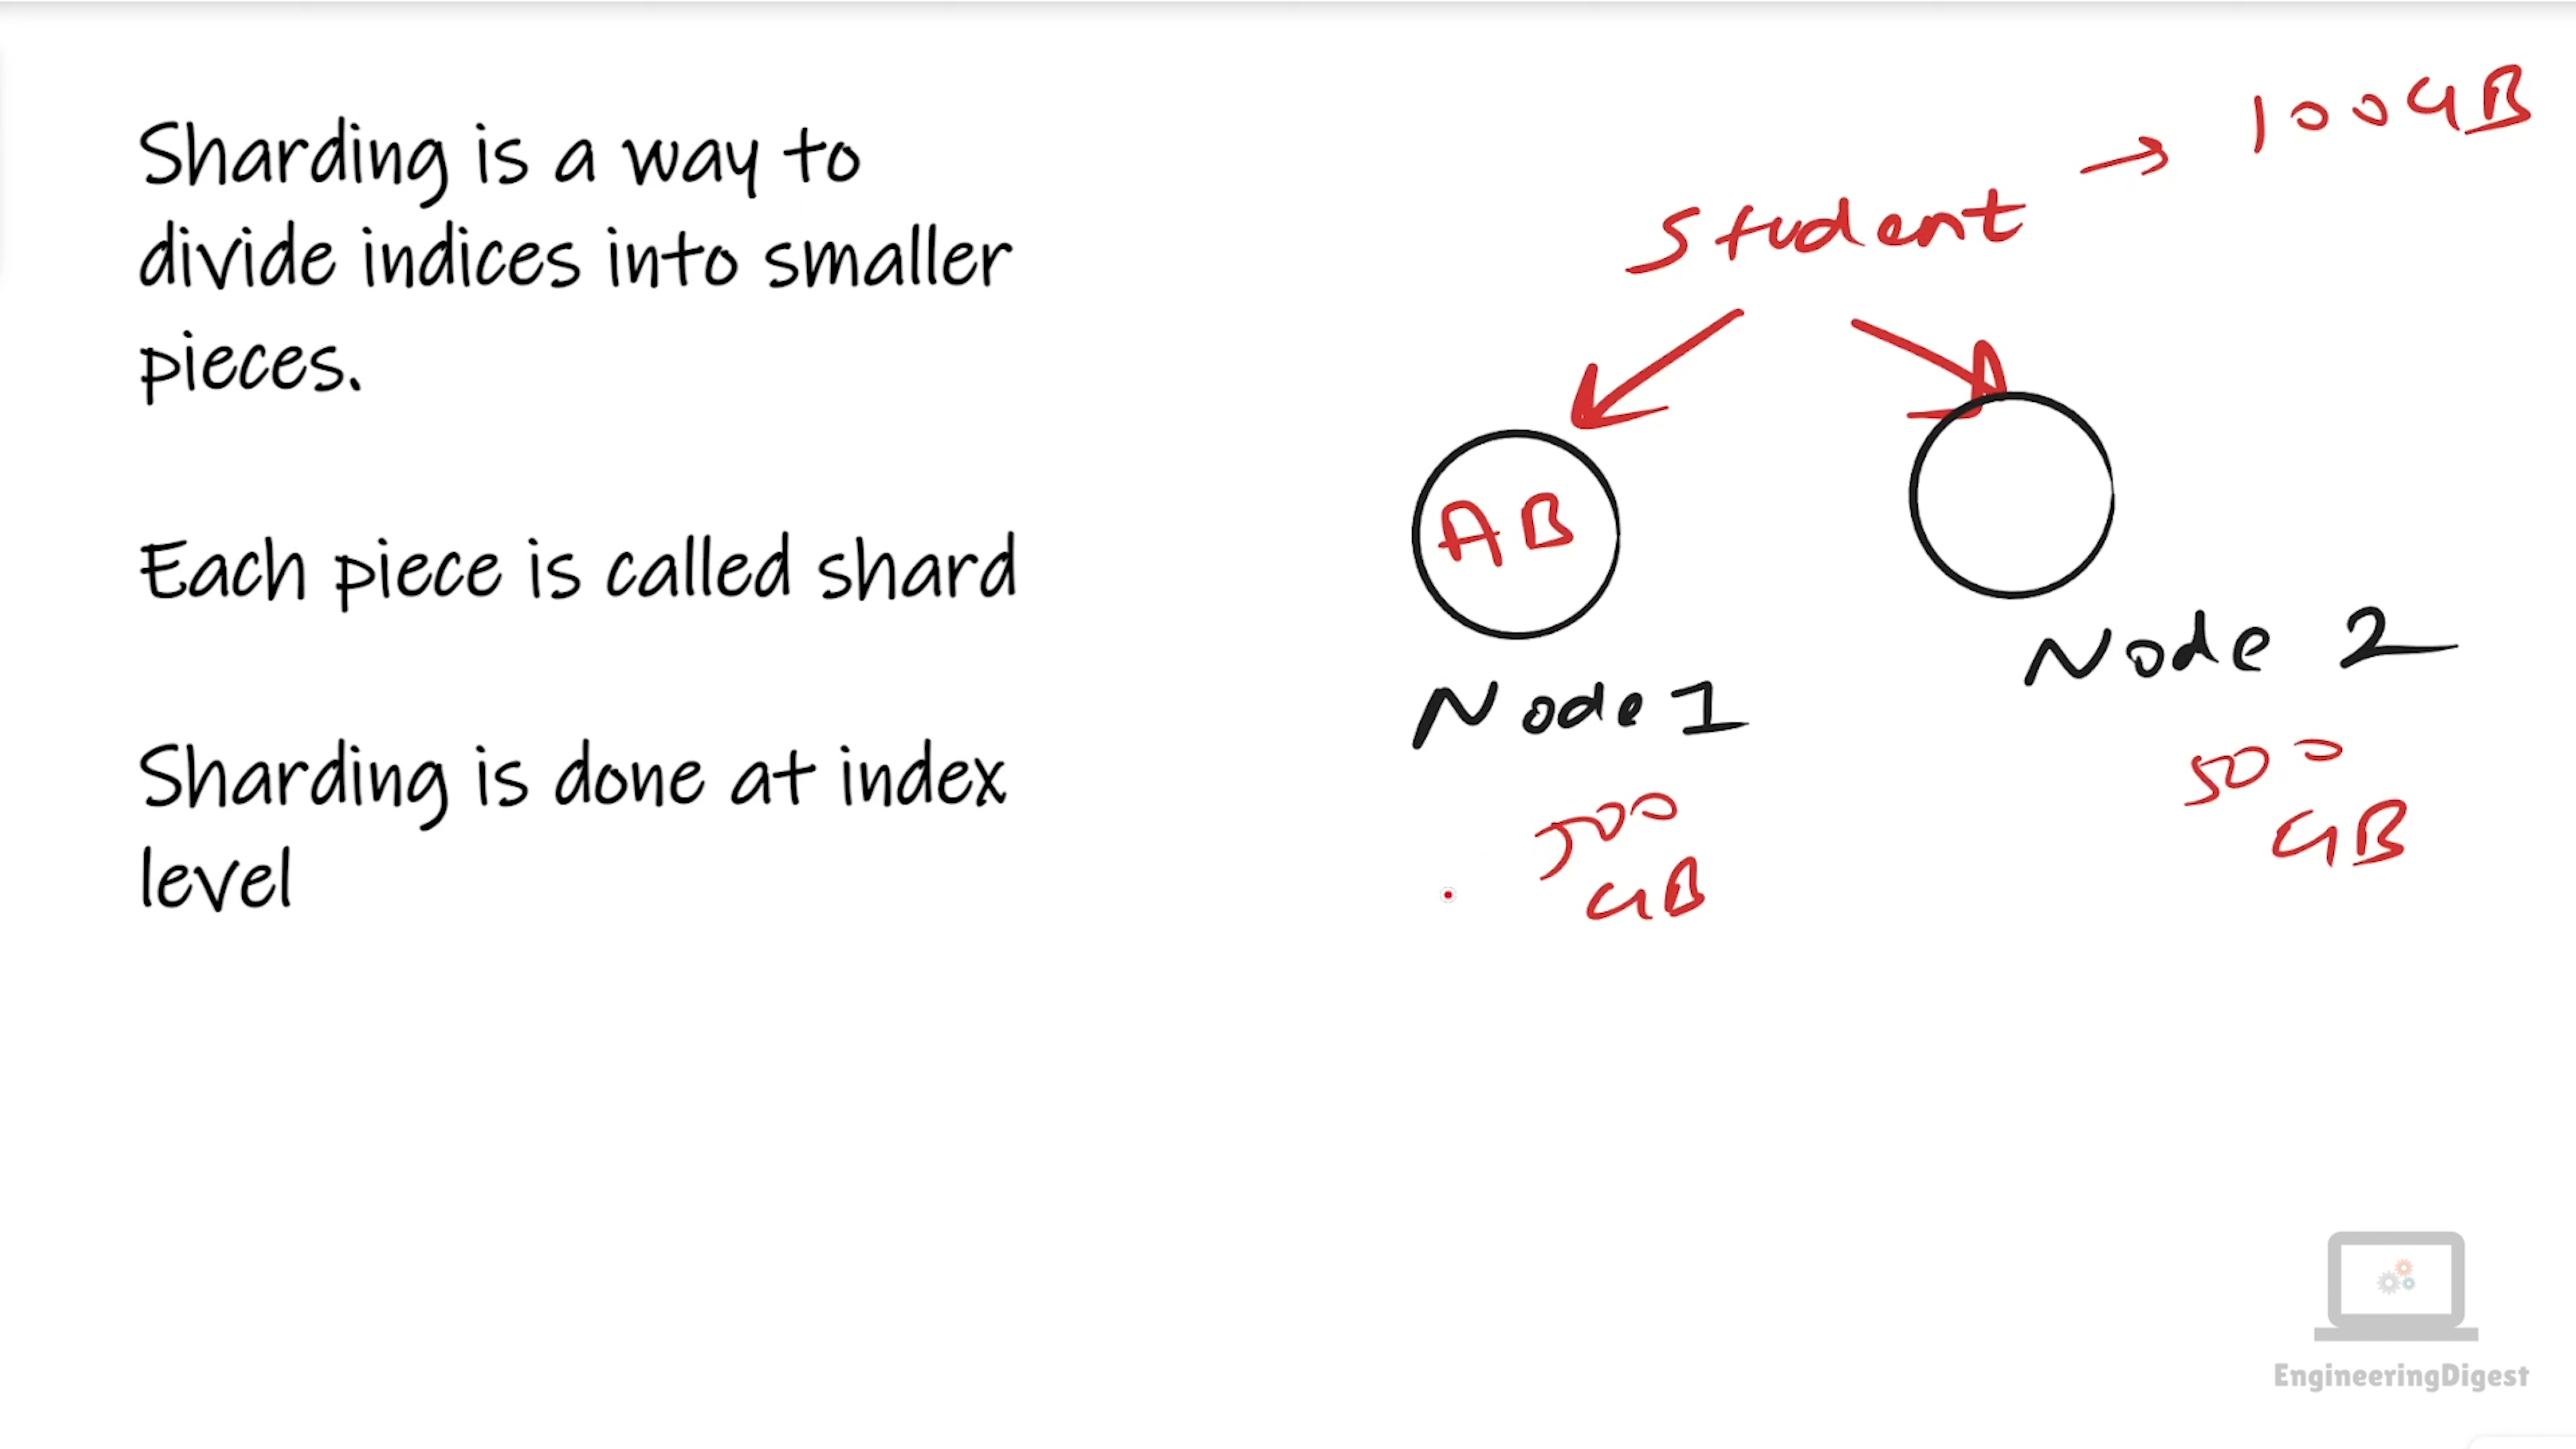 Sharding is a way to
divide indices into smaller
pieces.
Each piece is called shard
Sharding is done at index
level
100GB
Student
AB
Node 1
Node 2
500
GB
500
GB
EngineeringDigest